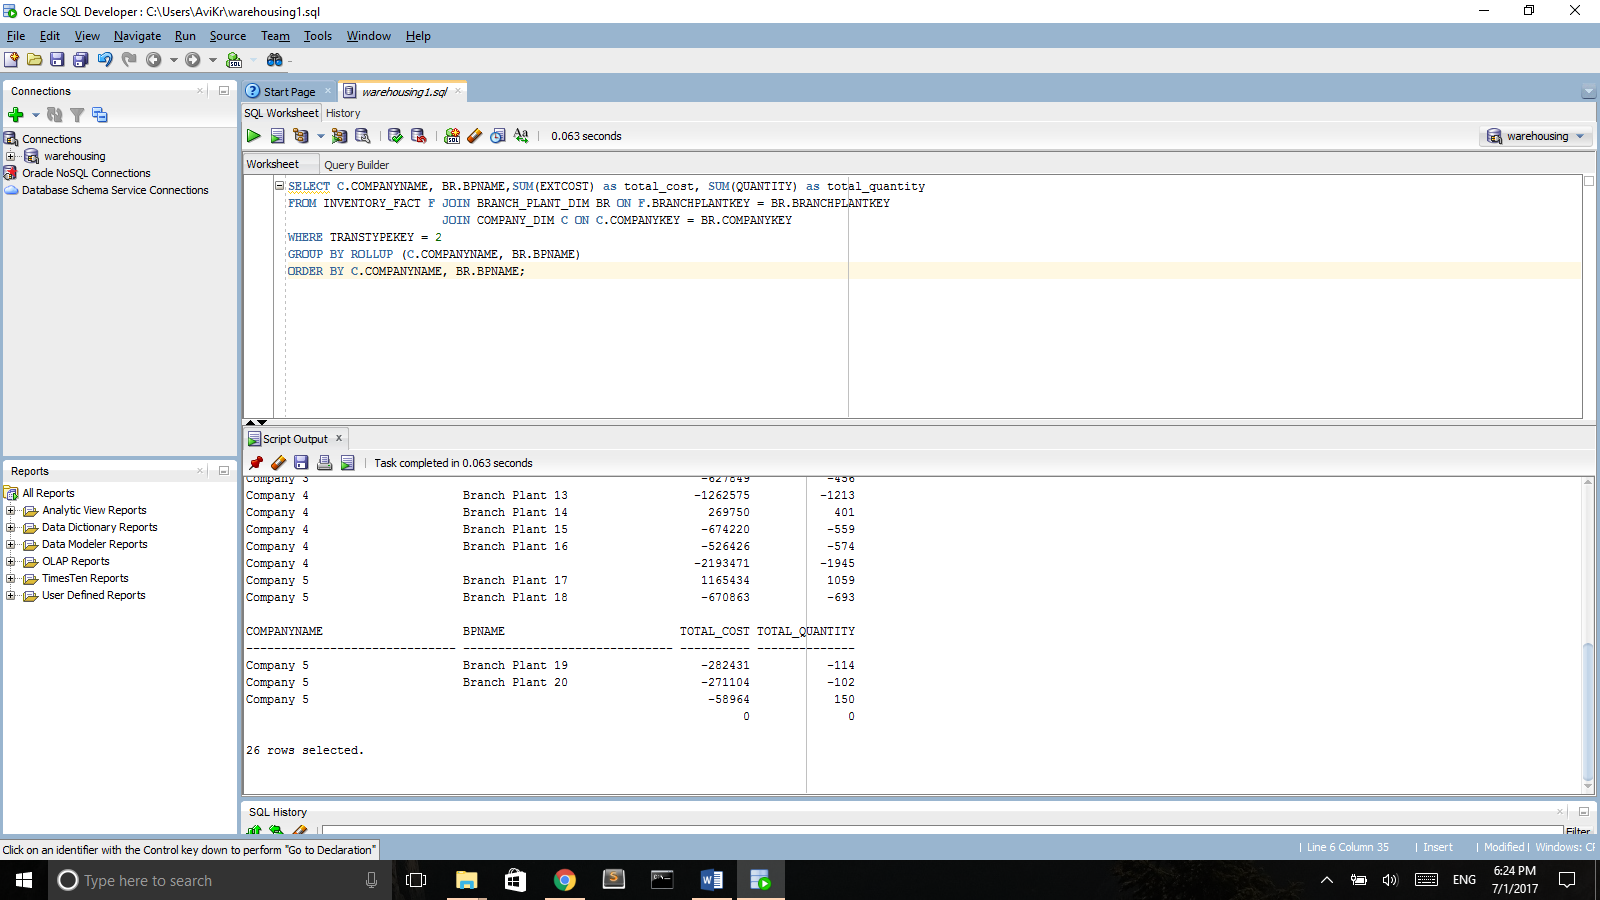 Oracle SQL Developer : C:\Users\AviKr\warehousing1.sql
File Edit View Navigate Run Source Team Tools Window Help
Connections
Start Page
warehousing1.sql
SQL Worksheet History
0.063 seconds
warehousing
Worksheet Query Builder
Connections
warehousing
Oracle NoSQL Connections
Database Schema Service Connections
SELECT C.COMPANYNAME, BR.BPNAME,SUM(EXTCOST) as total_cost, SUM(QUANTITY) as total_quantity
FROM INVENTORY_FACT F JOIN BRANCH_PLANT_DIM BR ON F.BRANCHPLANTKEY = BR.BRANCHPLANTKEY
JOIN COMPANY_DIM C ON C.COMPANYKEY = BR.COMPANYKEY
WHERE TRANSTYPEKEY = 2
GROUP BY ROLLUP (C.COMPANYNAME, BR.BPNAME)
ORDER BY C.COMPANYNAME, BR.BPNAME;
Script Output
Task completed in 0.063 seconds
Reports
All Reports
Analytic View Reports
Data Dictionary Reports
Data Modeler Reports
OLAP Reports
TimesTen Reports
User Defined Reports
Company 3 -627849 -456
Company 4 Branch Plant 13 -1262575 -1213
Company 4 Branch Plant 14 269750 401
Company 4 Branch Plant 15 -674220 -559
Company 4 Branch Plant 16 -526426 -574
Company 4 -2193471 -1945
Company 5 Branch Plant 17 1165434 1059
Company 5 Branch Plant 18 -670863 -693
COMPANYNAME BPNAME TOTAL_COST TOTAL_QUANTITY
------------------------------ ------------------------------ ---------- --------------
Company 5 Branch Plant 19 -282431 -114
Company 5 Branch Plant 20 -271104 -102
Company 5 -58964 150
0 0
26 rows selected.
SQL History
Filter
Click on an identifier with the Control key down to perform "Go to Declaration"
Line 6 Column 35 Insert Modified Windows: CF
Type here to search
ENG
6:24 PM
7/1/2017